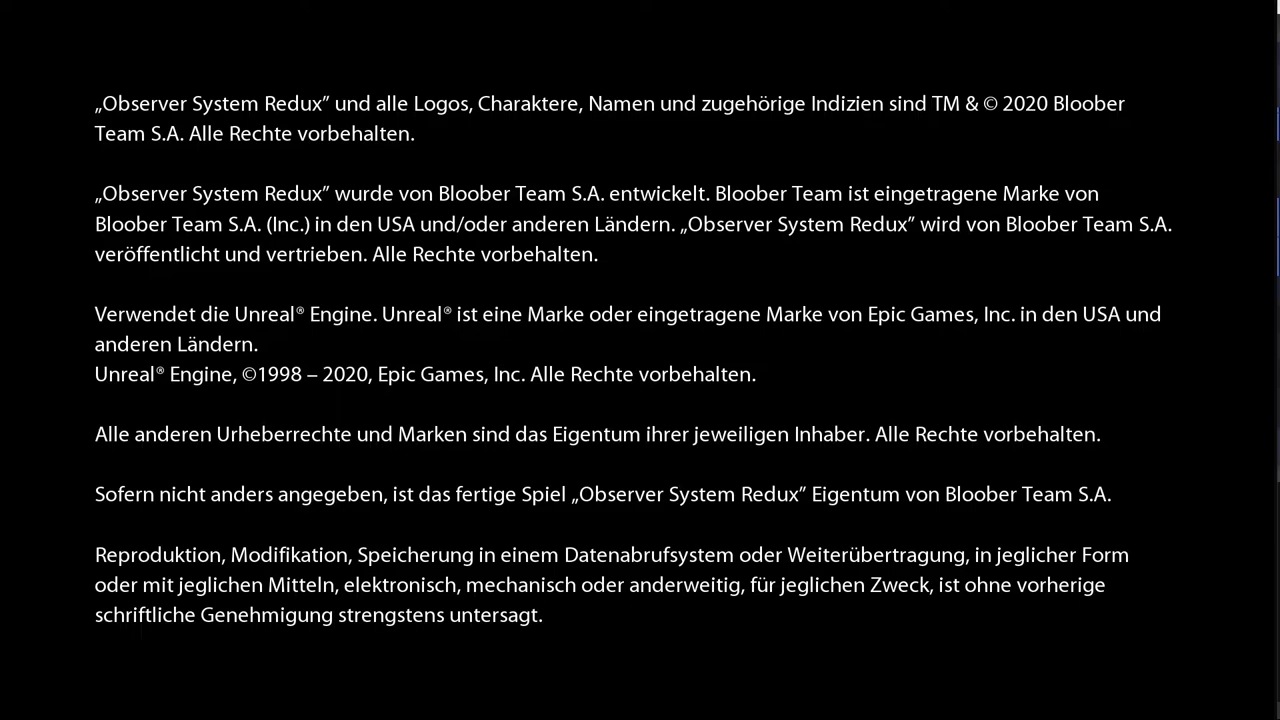 „Observer System Redux” und alle Logos, Charaktere, Namen und zugehörige Indizien sind TM & © 2020 Bloober
Team S.A. Alle Rechte vorbehalten.
„Observer System Redux” wurde von Bloober Team S.A. entwickelt. Bloober Team ist eingetragene Marke von
Bloober Team S.A. (Inc.) in den USA und/oder anderen Ländern. „Observer System Redux” wird von Bloober Team S.A.
veröffentlicht und vertrieben. Alle Rechte vorbehalten.
Verwendet die Unreal® Engine. Unreal® ist eine Marke oder eingetragene Marke von Epic Games, Inc. in den USA und
anderen Ländern.
Unreal® Engine, ©1998 – 2020, Epic Games, Inc. Alle Rechte vorbehalten.
Alle anderen Urheberrechte und Marken sind das Eigentum ihrer jeweiligen Inhaber. Alle Rechte vorbehalten.
Sofern nicht anders angegeben, ist das fertige Spiel „Observer System Redux” Eigentum von Bloober Team S.A.
Reproduktion, Modifikation, Speicherung in einem Datenabrufsystem oder Weiterübertragung, in jeglicher Form
oder mit jeglichen Mitteln, elektronisch, mechanisch oder anderweitig, für jeglichen Zweck, ist ohne vorherige
schriftliche Genehmigung strengstens untersagt.